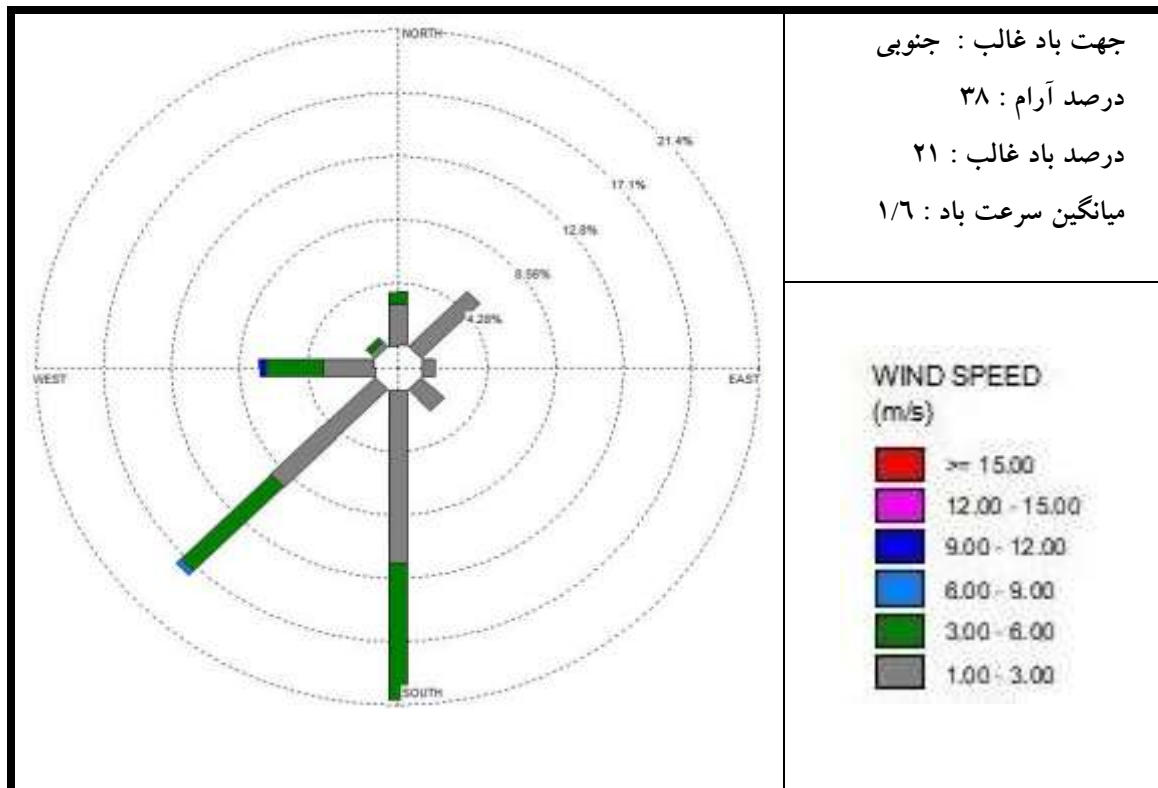 NORTH
21.4%
17.1%
12.8%
8.56%
4.28%
WEST
EAST
SOUTH
جهت باد غالب : جنوبی
درصد آرام : ۳۸
درصد باد غالب : ۲۱
میانگین سرعت باد : ۱/٦
WIND SPEED
(m/s)
>= 15.00
12.00 - 15.00
9.00 - 12.00
6.00 - 9.00
3.00 - 6.00
1.00 - 3.00